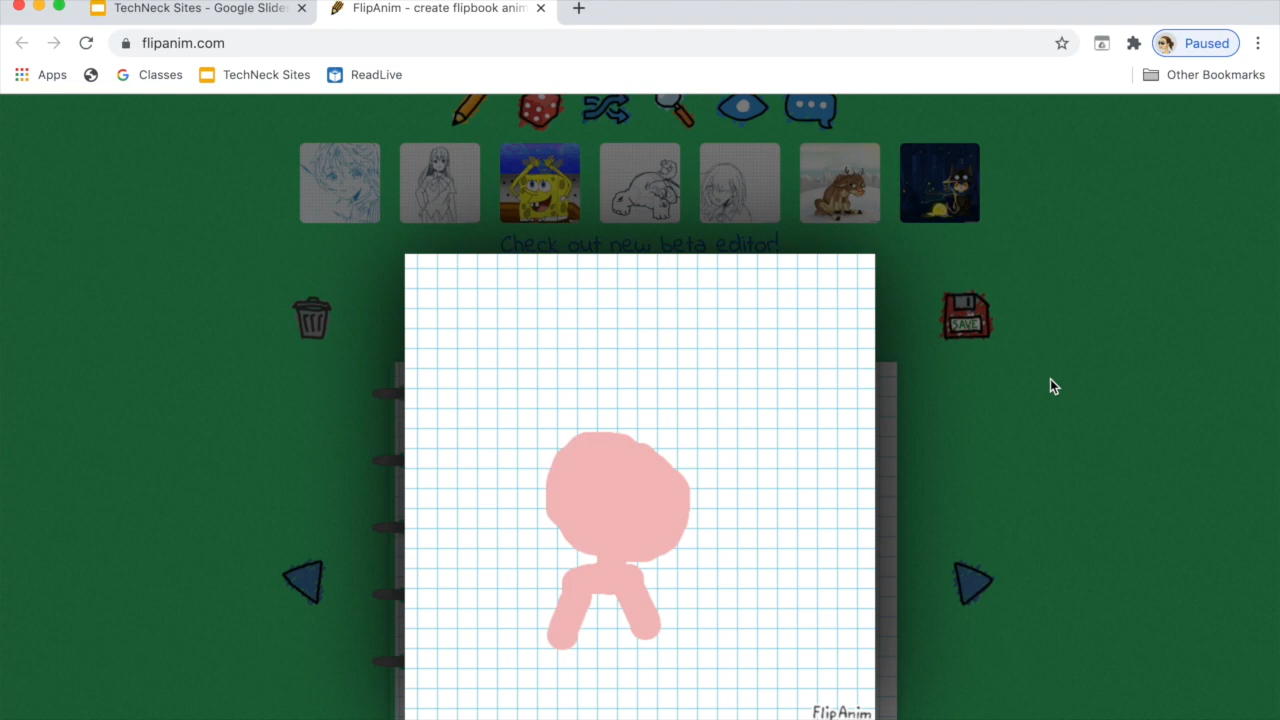 TechNeck Sites - Google Slides
FlipAnim - create flipbook anim
flipanim.com
Paused
Apps
Classes
TechNeck Sites
ReadLive
Other Bookmarks
Check out new beta editor!
SAVE
FlipAnim